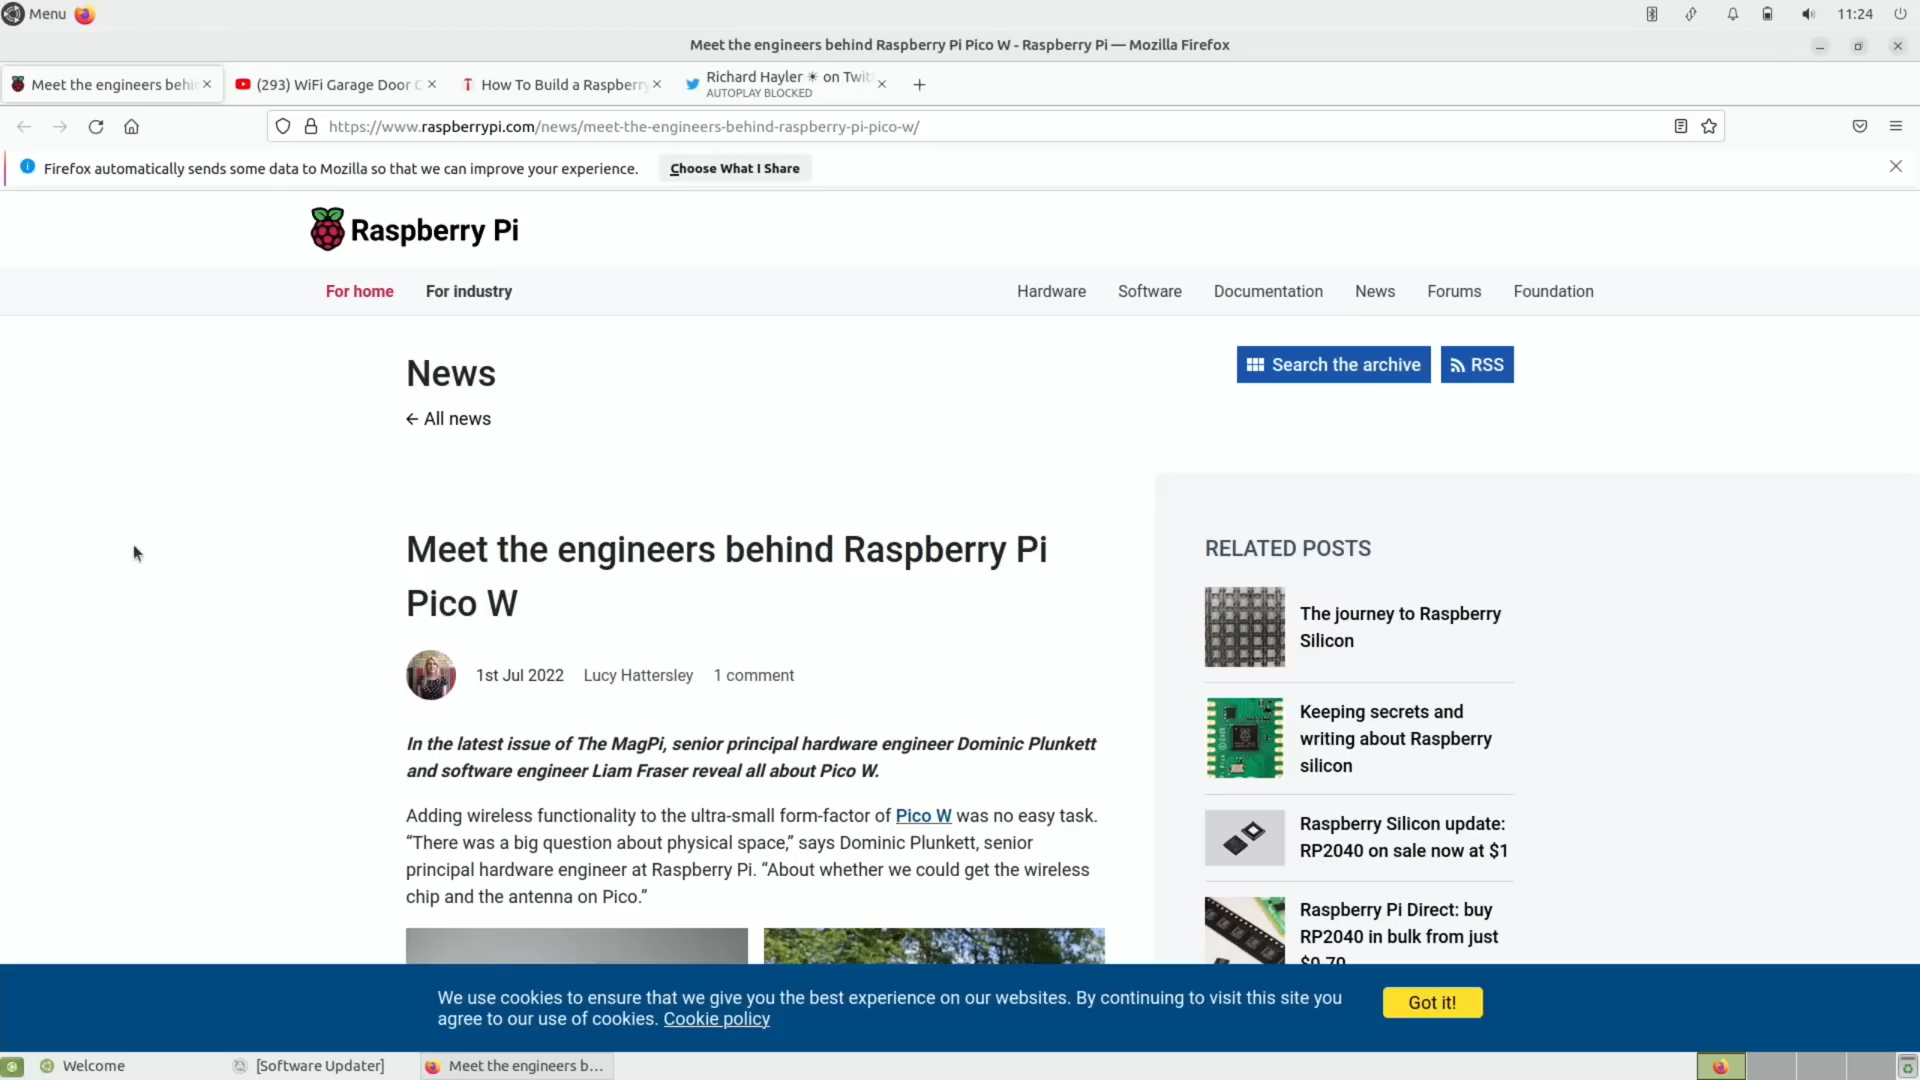 Menu
11:24
Meet the engineers behind Raspberry Pi Pico W - Raspberry Pi — Mozilla Firefox
Meet the engineers behi
(293) WiFi Garage Door
How To Build a Raspberry
Richard Hayler ☀ on Twit
AUTOPLAY BLOCKED
https://www.raspberrypi.com/news/meet-the-engineers-behind-raspberry-pi-pico-w/
Firefox automatically sends some data to Mozilla so that we can improve your experience.
Choose What I Share
Raspberry Pi
For home
For industry
Hardware
Software
Documentation
News
Forums
Foundation
News
Search the archive
RSS
← All news
Meet the engineers behind Raspberry Pi
Pico W
1st Jul 2022
Lucy Hattersley
1 comment
In the latest issue of The MagPi, senior principal hardware engineer Dominic Plunkett
and software engineer Liam Fraser reveal all about Pico W.
Adding wireless functionality to the ultra-small form-factor of Pico W was no easy task.
“There was a big question about physical space,” says Dominic Plunkett, senior
principal hardware engineer at Raspberry Pi. “About whether we could get the wireless
chip and the antenna on Pico.”
RELATED POSTS
The journey to Raspberry
Silicon
Keeping secrets and
writing about Raspberry
silicon
Raspberry Silicon update:
RP2040 on sale now at $1
Raspberry Pi Direct: buy
RP2040 in bulk from just
$0.70
We use cookies to ensure that we give you the best experience on our websites. By continuing to visit this site you
agree to our use of cookies. Cookie policy
Got it!
Welcome
[Software Updater]
Meet the engineers b...